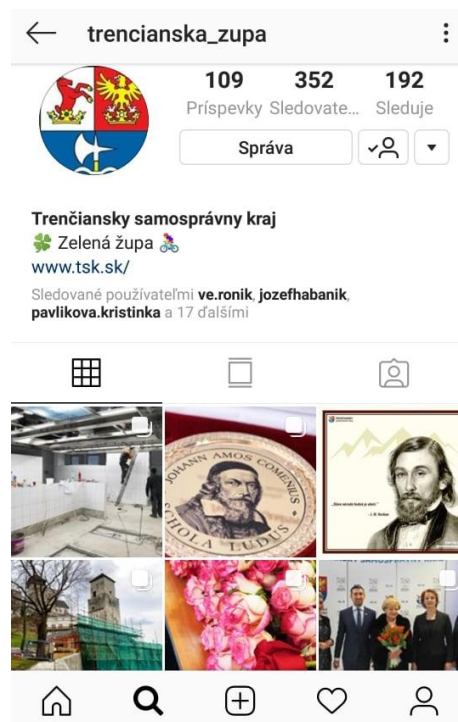 trencianska_zupa
109 352 192
Príspevky Sledovate... Sleduje
Správa
Trenčiansky samosprávny kraj
Zelená župa
www.tsk.sk/
Sledované používateľmi ve.ronik, jozefhabanik,
pavlikova.kristinka a 17 ďalšími
JOHANN AMOS COMENIUS
SCHOLA LUDUS